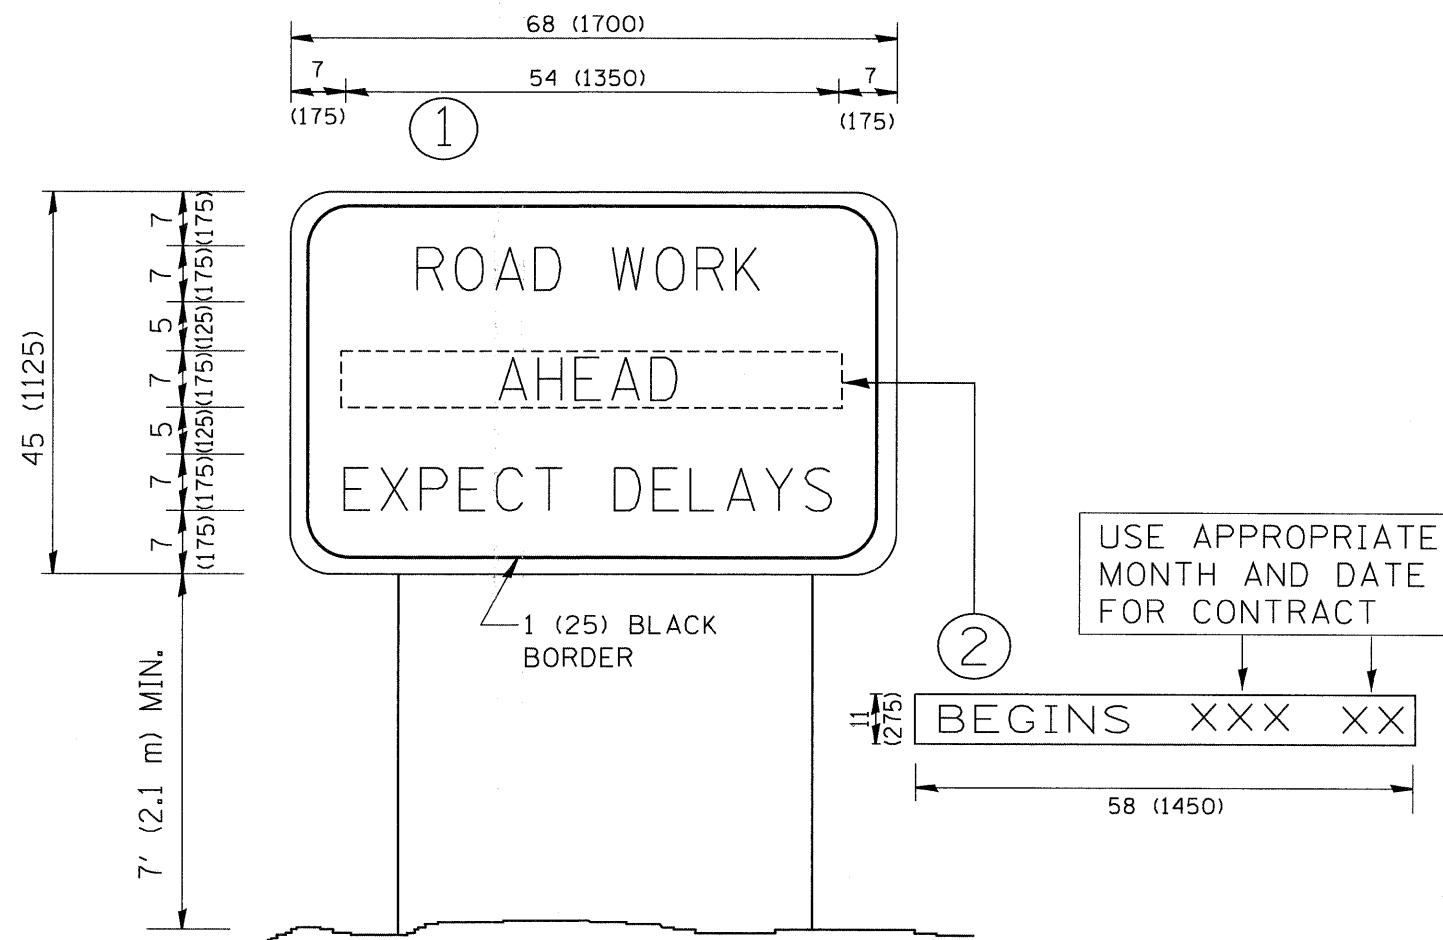 68 (1700)
7 54 (1350) 7
(175) (175)
1
45 (1125)
7 (175)
7 (175)
5 (125)
7 (175)
5 (125)
7 (175)
7 (175)
ROAD WORK
AHEAD
EXPECT DELAYS
1 (25) BLACK
BORDER
7' (2.1 m) MIN.
USE APPROPRIATE
MONTH AND DATE
FOR CONTRACT
2
11
(275)
BEGINS XXX XX
58 (1450)